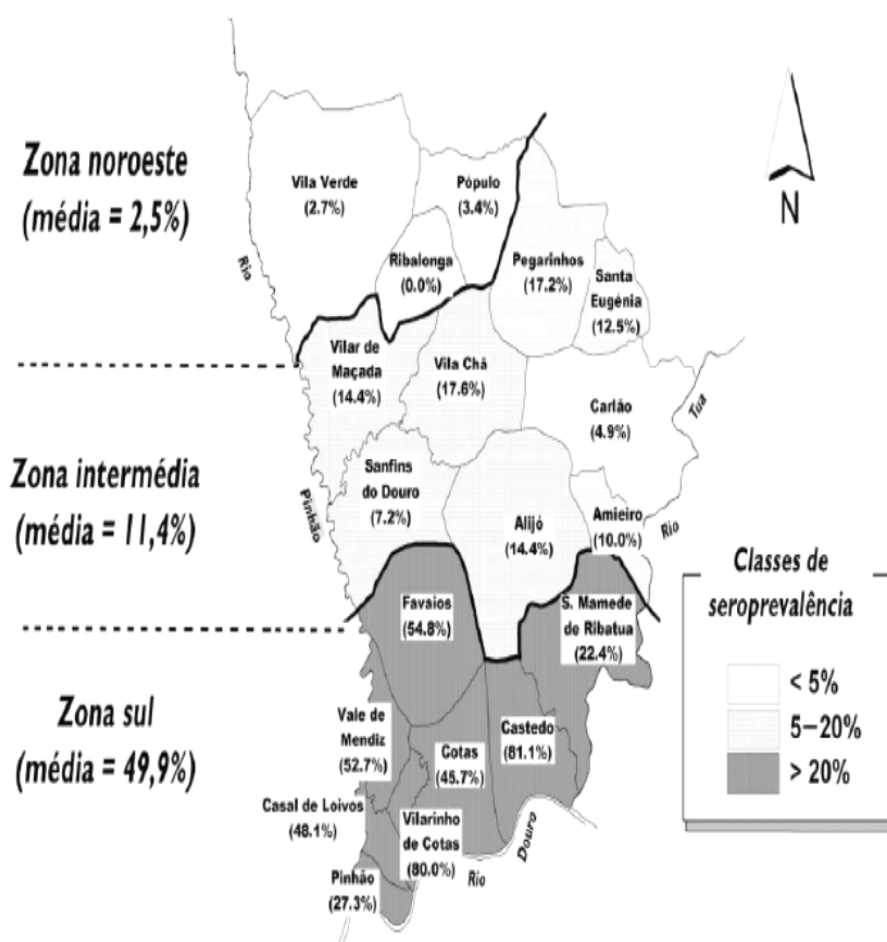 Zona noroeste
(média = 2,5%)
Vila Verde
(2.7%)
Pópulo
(3.4%)
N
Ribalonga
(0.0%)
Pegarinhos
(17.2%)
Santa
Eugénia
(12.5%)
Rio
Vilar de
Maçada
(14.4%)
Vila Chã
(17.6%)
Carlão
(4.9%)
Tua
Zona intermédia
(média = 11,4%)
Sanfins
do Douro
(7.2%)
Pinhão
Alijó
(14.4%)
Amieiro
(10.0%)
Rio
Classes de
seroprevalência
< 5%
5–20%
> 20%
Favaios
(54.8%)
S. Mamede
de Ribatua
(22.4%)
Zona sul
(média = 49,9%)
Vale de
Mendiz
(52.7%)
Cotas
(45.7%)
Castedo
(81.1%)
Casal de Loivos
(48.1%)
Vilarinho
de Cotas
(80.0%)
Douro
Rio
Pinhão
(27.3%)